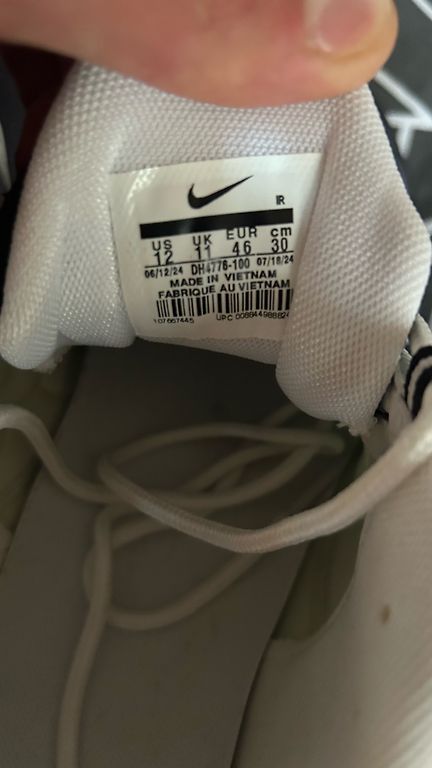 IR
US UK EUR cm
12 11 46 30
06/12/24 DH4776-100 07/18/24
MADE IN VIETNAM
FABRIQUE AU VIETNAM
UPC